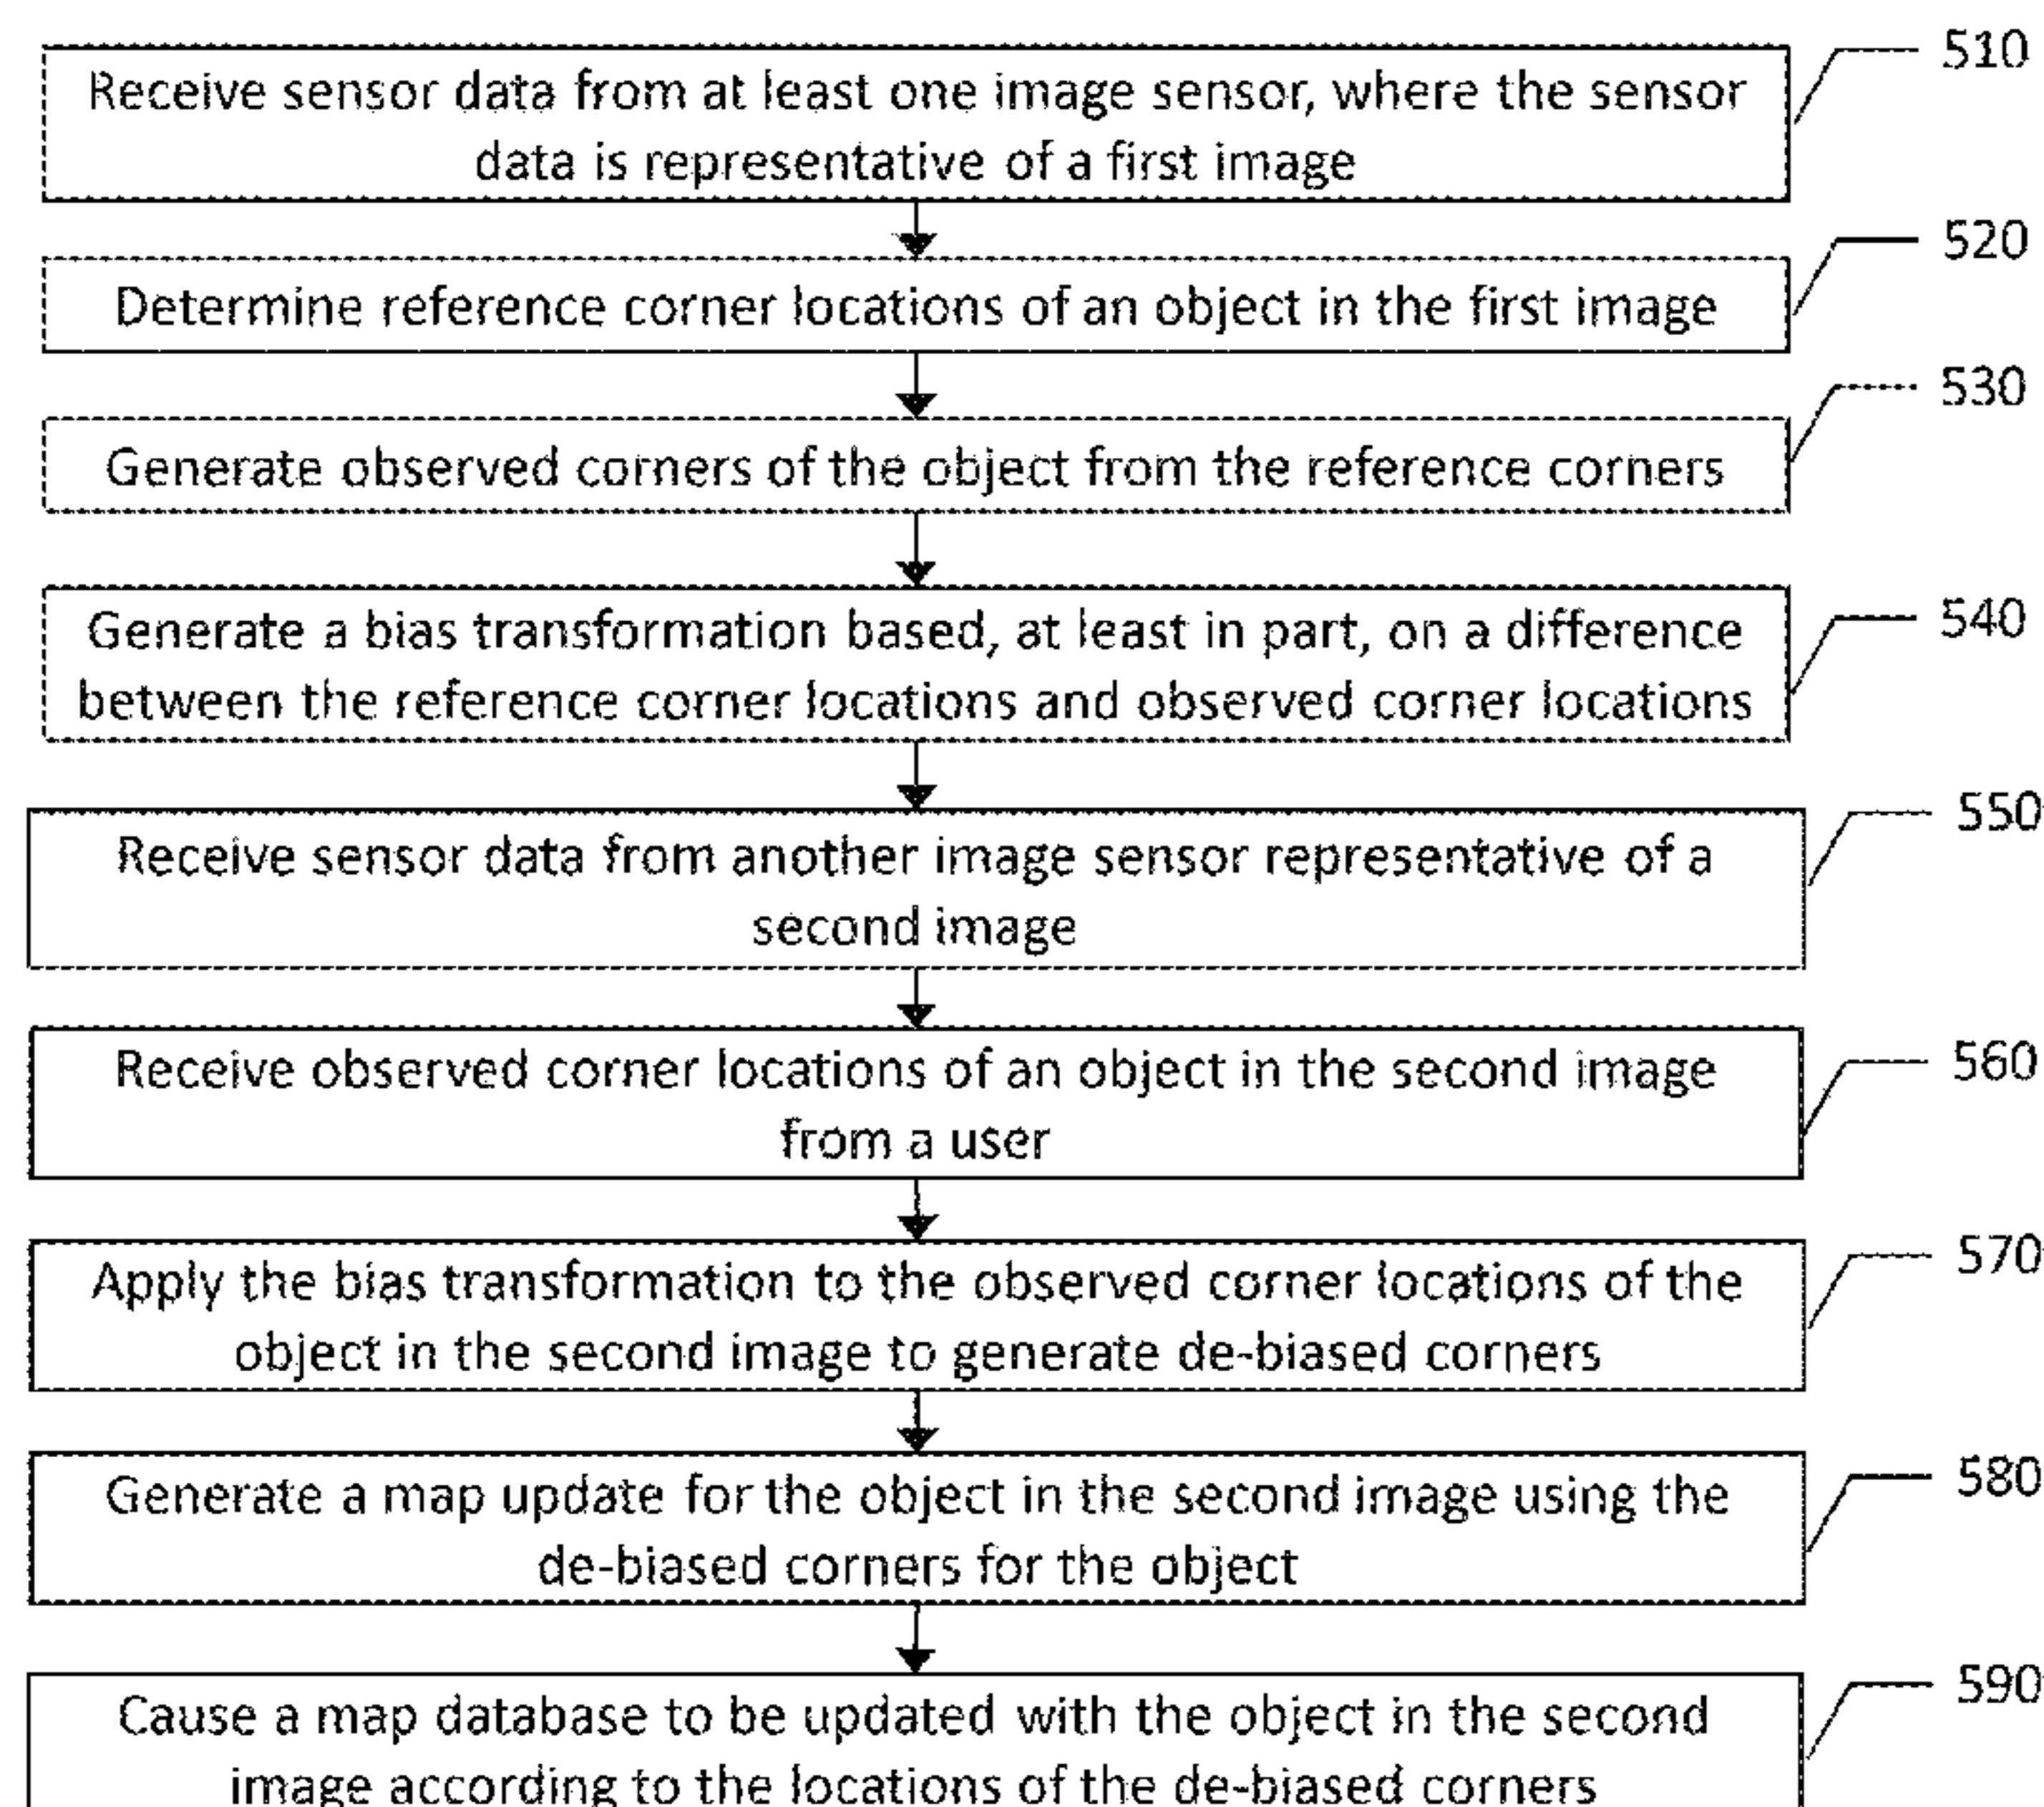 510
Receive sensor data from at least one image sensor, where the sensor
data is representative of a first image
520
Determine reference corner locations of an object in the first image
530
Generate observed corners of the object from the reference corners
540
Generate a bias transformation based, at least in part, on a difference
between the reference corner locations and observed corner locations
550
Receive sensor data from another image sensor representative of a
second image
560
Receive observed corner locations of an object in the second image
from a user
570
Apply the bias transformation to the observed corner locations of the
object in the second image to generate de-biased corners
580
Generate a map update for the object in the second image using the
de-biased corners for the object
590
Cause a map database to be updated with the object in the second
image according to the locations of the de-biased corners